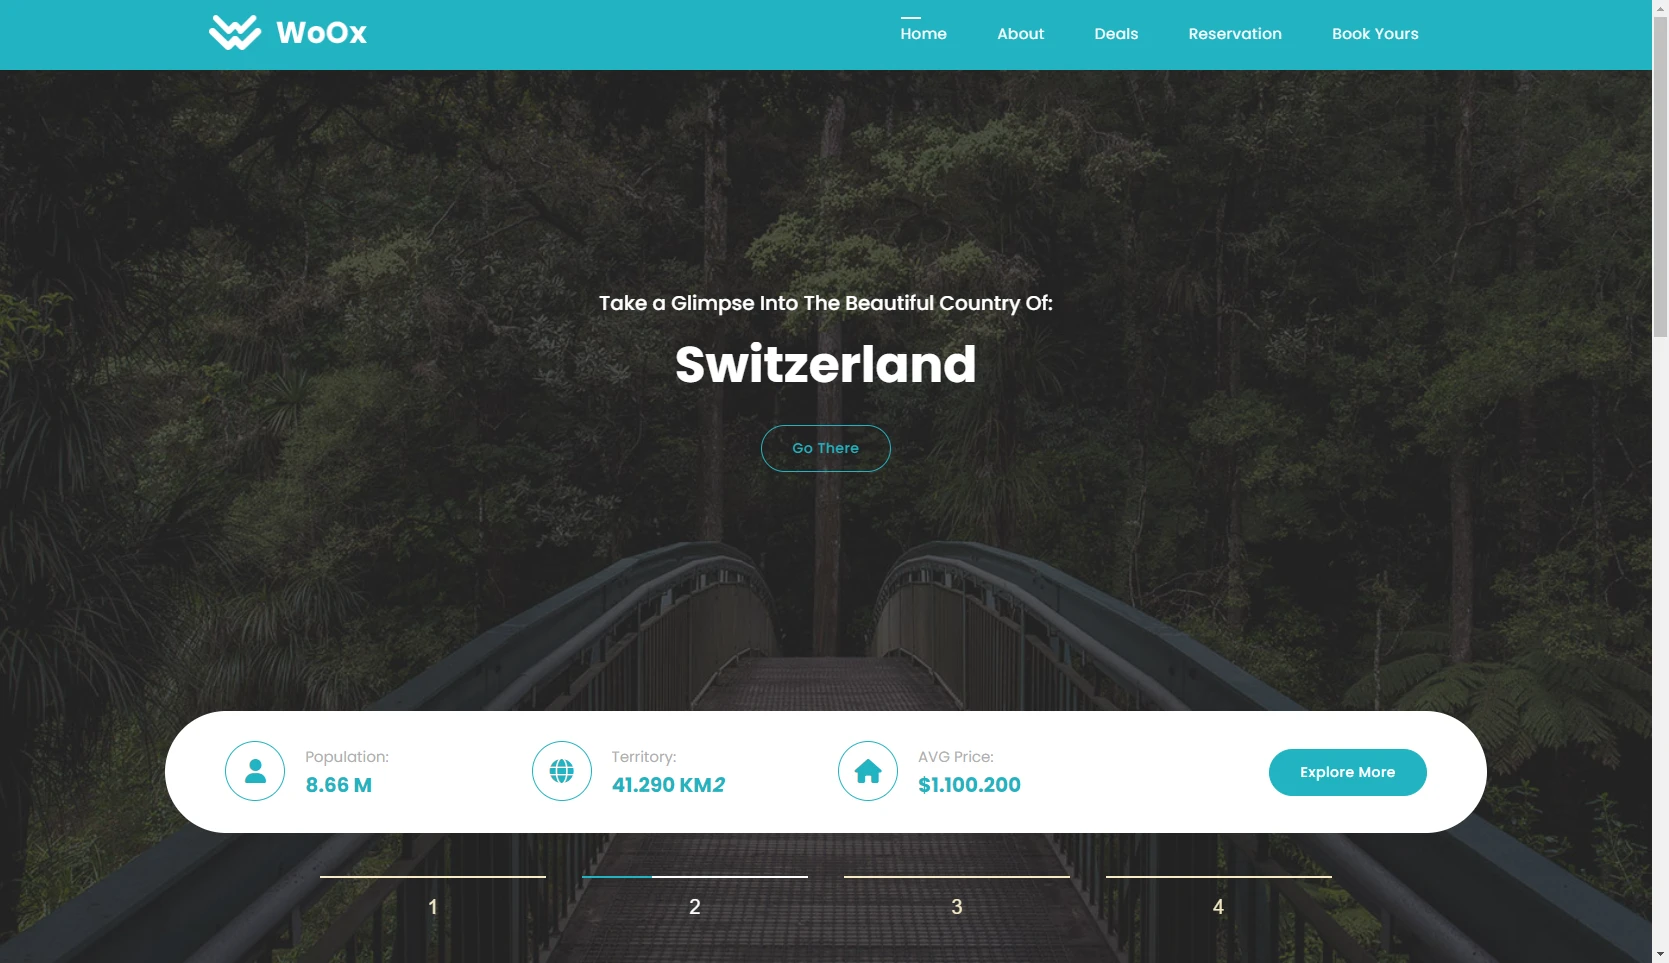 WoOx
Home About Deals Reservation Book Yours
Take a Glimpse Into The Beautiful Country Of:
Switzerland
Go There
Population:
8.66 M
Territory:
41.290 KM2
AVG Price:
$1.100.200
Explore More
1 2 3 4